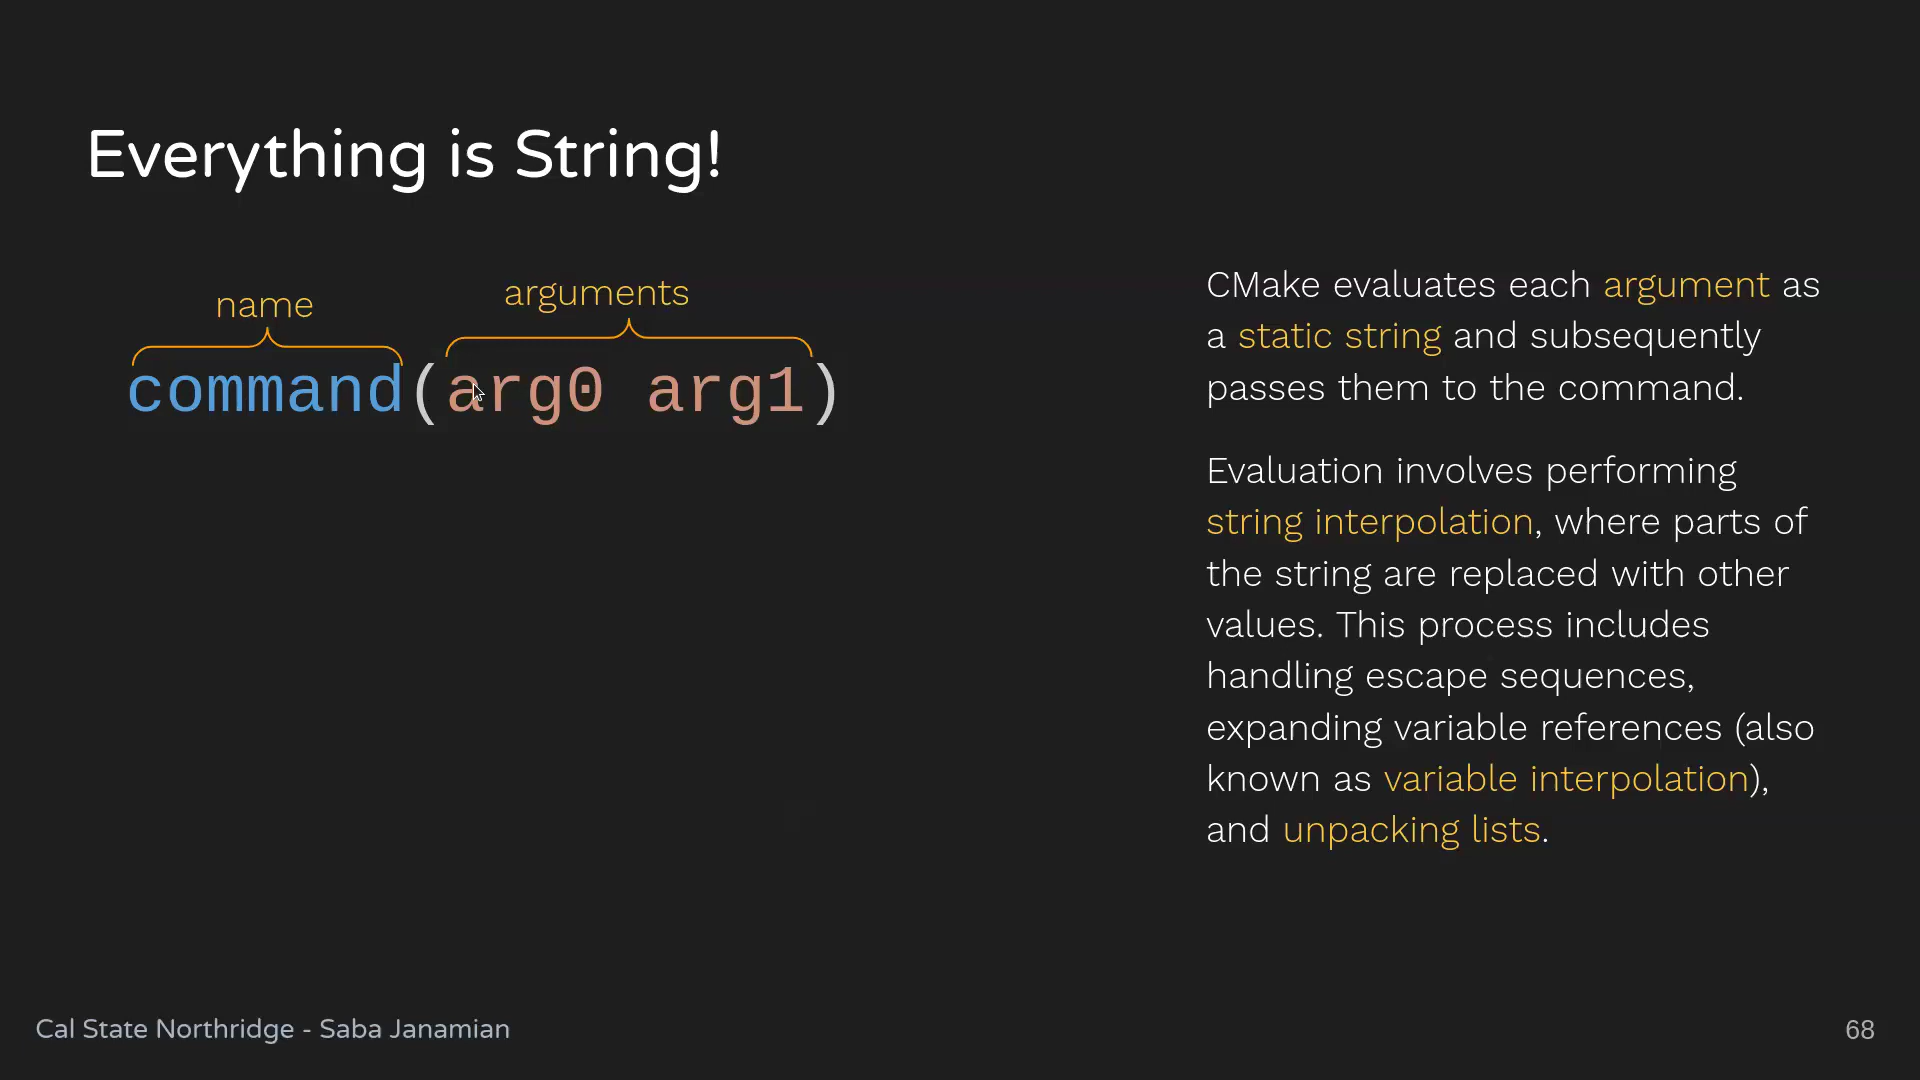 Everything is String!
name
arguments
command(arg0 arg1)
CMake evaluates each argument as
a static string and subsequently
passes them to the command.
Evaluation involves performing
string interpolation, where parts of
the string are replaced with other
values. This process includes
handling escape sequences,
expanding variable references (also
known as variable interpolation),
and unpacking lists.
Cal State Northridge - Saba Janamian
68